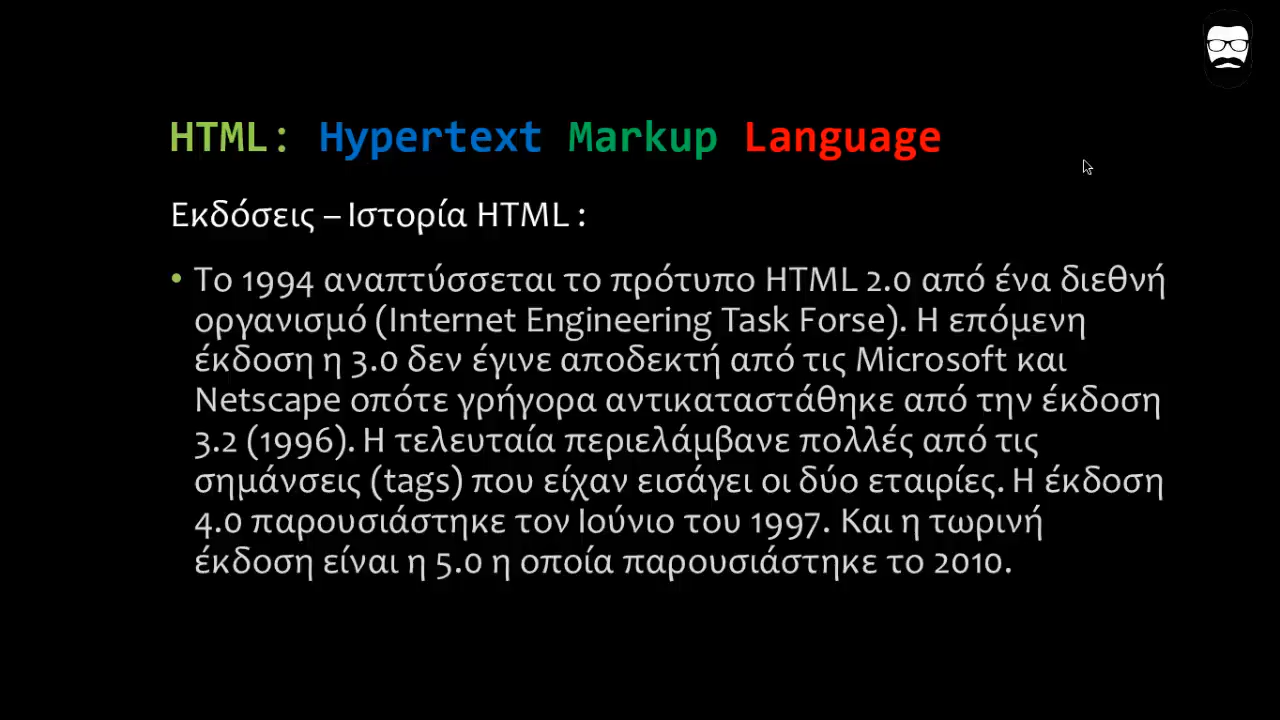 HTML: Hypertext Markup Language
Εκδόσεις – Ιστορία HTML :
• Το 1994 αναπτύσσεται το πρότυπο HTML 2.0 από ένα διεθνή
οργανισμό (Internet Engineering Task Forse). Η επόμενη
έκδοση η 3.0 δεν έγινε αποδεκτή από τις Microsoft και
Netscape οπότε γρήγορα αντικαταστάθηκε από την έκδοση
3.2 (1996). Η τελευταία περιελάμβανε πολλές από τις
σημάνσεις (tags) που είχαν εισάγει οι δύο εταιρίες. Η έκδοση
4.0 παρουσιάστηκε τον Ιούνιο του 1997. Και η τωρινή
έκδοση είναι η 5.0 η οποία παρουσιάστηκε το 2010.